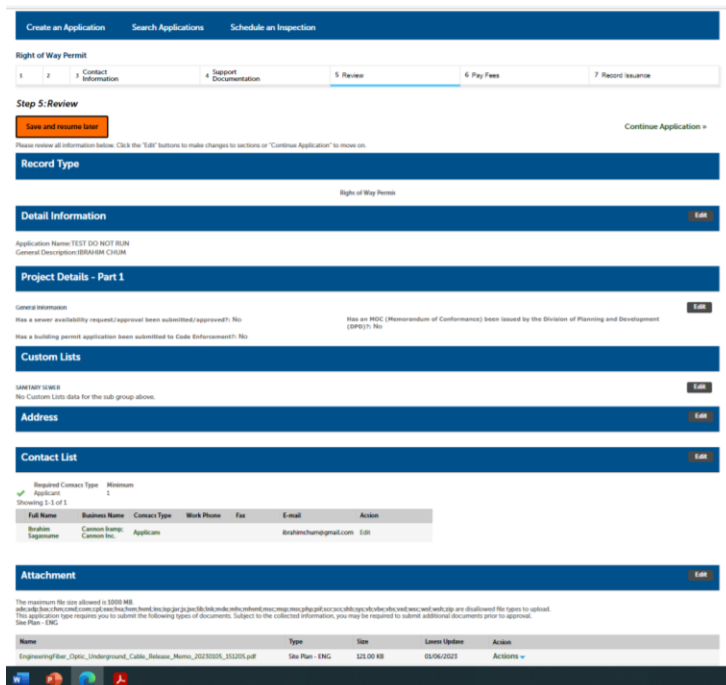 Create an Application Search Applications Schedule an Inspection
Right of Way Permit
1 2 3 Contact Information 4 Support Documentation 5 Review 6 Pay Fees 7 Record Issuance
Step 5:Review
Save and resume later Continue Application »
Please review all information below. Click the "Edit" buttons to make changes to sections or "Continue Application" to move on.
Record Type
Right of Way Permit
Detail Information Edit
Application Name:TEST DO NOT RUN
General Description:IBRAHIM CHUM
Project Details - Part 1
General Information Edit
Has a sewer availability request/approval been submitted/approved?: No Has an MOC (Memorandum of Conformance) been issued by the Division of Planning and Development
(DPD)?: No
Has a building permit application been submitted to Code Enforcement?: No
Custom Lists
SANITARY SEWER Edit
No Custom Lists data for the sub group above.
Address Edit
Contact List Edit
Required Contact Type Minimum
Applicant 1
Showing 1-1 of 1
Full Name Business Name Contact Type Work Phone Fax E-mail Action
Ibrahim Cannon &amp; Applicant ibrahimchum@gmail.com Edit
Cannon Inc.
Attachment Edit
The maximum file size allowed is 1000 MB.
are disallowed file types to upload.
This application type requires you to submit the following types of documents. Subject to the collected information, you may be required to submit additional documents prior to approval.
Site Plan - ENG
Name Type Size Latest Update Action
EngineeringFiber_Optic_Underground_Cable_Release_Memo_20230105_151205.pdf Site Plan - ENG 121.00 KB 01/06/2023 Actions